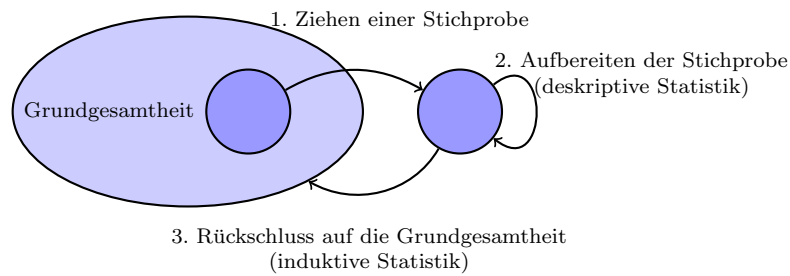 1. Ziehen einer Stichprobe
2. Aufbereiten der Stichprobe
(deskriptive Statistik)
Grundgesamtheit
3. Rückschluss auf die Grundgesamtheit
(induktive Statistik)